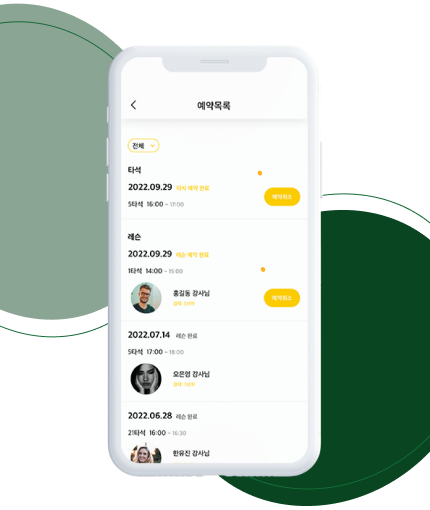 예약목록
전체
타석
2022.09.29 타석 예약 완료
5타석 16:00 ~ 17:00
예약취소
레슨
2022.09.29 레슨 예약 완료
1타석 14:00 ~ 15:00
홍길동 강사님
예약취소
2022.07.14 레슨 완료
5타석 17:00 ~ 18:00
오은영 강사님
2022.06.28 레슨 완료
21타석 16:00 ~ 16:30
한유진 강사님